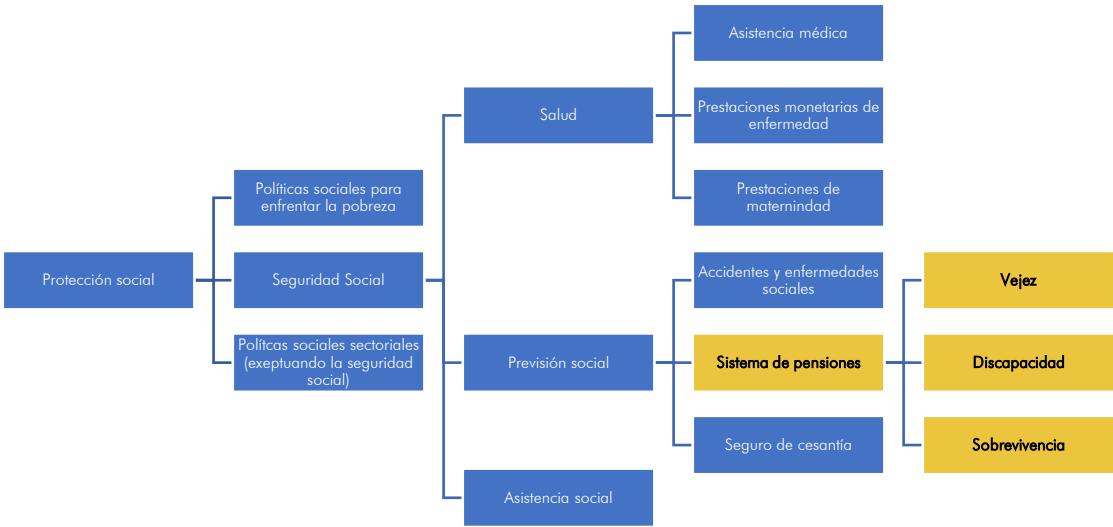 Protección social
Políticas sociales para
enfrentar la pobreza
Seguridad Social
Polítcas sociales sectoriales
(exeptuando la seguridad
social)
Salud
Previsión social
Asistencia social
Asistencia médica
Prestaciones monetarias de
enfermedad
Prestaciones de
maternindad
Accidentes y enfermedades
sociales
Sistema de pensiones
Seguro de cesantía
Vejez
Discapacidad
Sobrevivencia